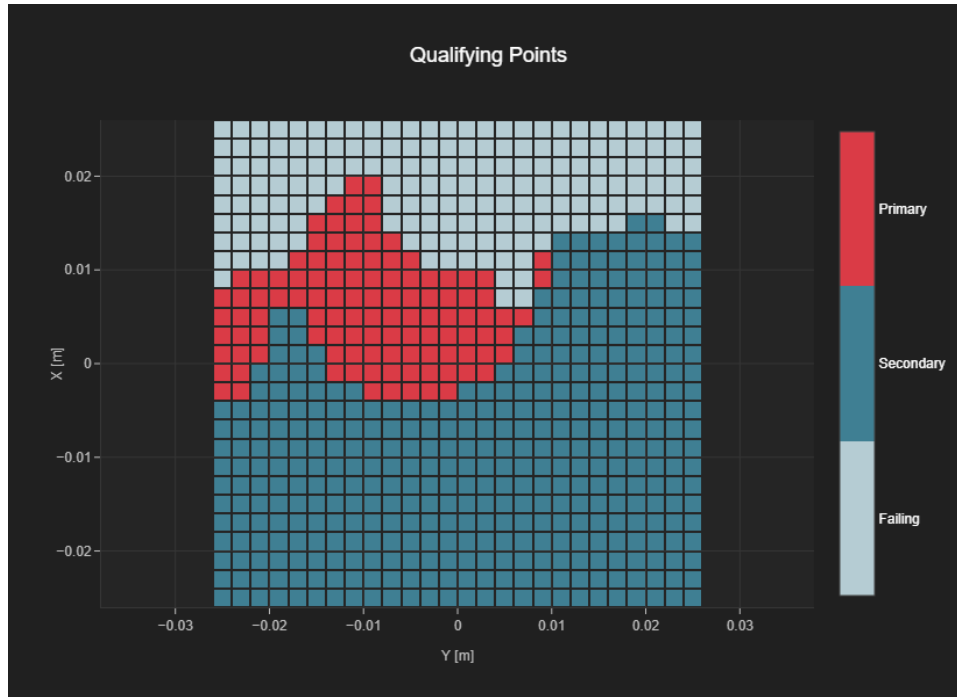 Qualifying Points
0.02
0.01
0
−0.01
−0.02
X [m]
−0.03
−0.02
−0.01
0
0.01
0.02
0.03
Y [m]
Primary
Secondary
Failing